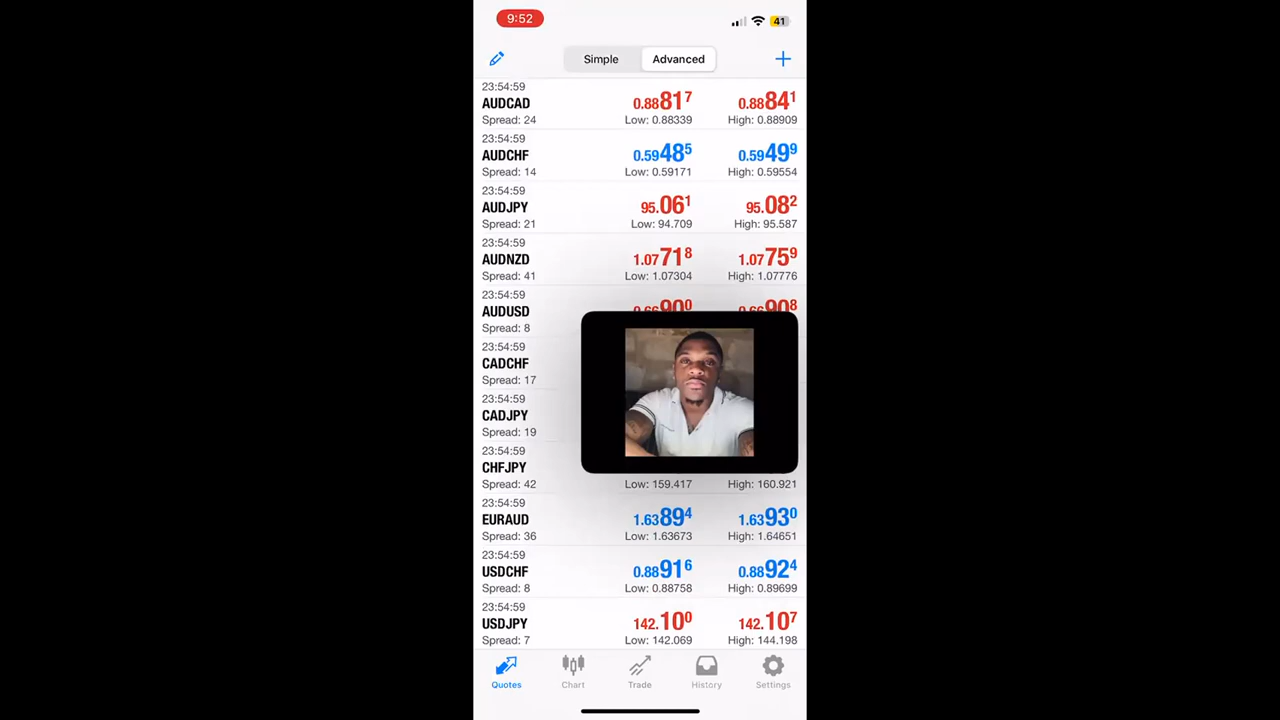 9:52
41
Simple
Advanced
23:54:59
AUDCAD 0.88817 0.88841
Spread: 24 Low: 0.88339 High: 0.88909
23:54:59
AUDCHF 0.59485 0.59499
Spread: 14 Low: 0.59171 High: 0.59554
23:54:59
AUDJPY 95.061 95.082
Spread: 21 Low: 94.709 High: 95.587
23:54:59
AUDNZD 1.07718 1.07759
Spread: 41 Low: 1.07304 High: 1.07776
23:54:59
AUDUSD 0.66900 0.66908
Spread: 8
23:54:59
CADCHF
Spread: 17
23:54:59
CADJPY
Spread: 19
23:54:59
CHFJPY
Spread: 42 Low: 159.417 High: 160.921
23:54:59
EURAUD 1.63894 1.63930
Spread: 36 Low: 1.63673 High: 1.64651
23:54:59
USDCHF 0.88916 0.88924
Spread: 8 Low: 0.88758 High: 0.89699
23:54:59
USDJPY 142.100 142.107
Spread: 7 Low: 142.069 High: 144.198
Quotes Chart Trade History Settings